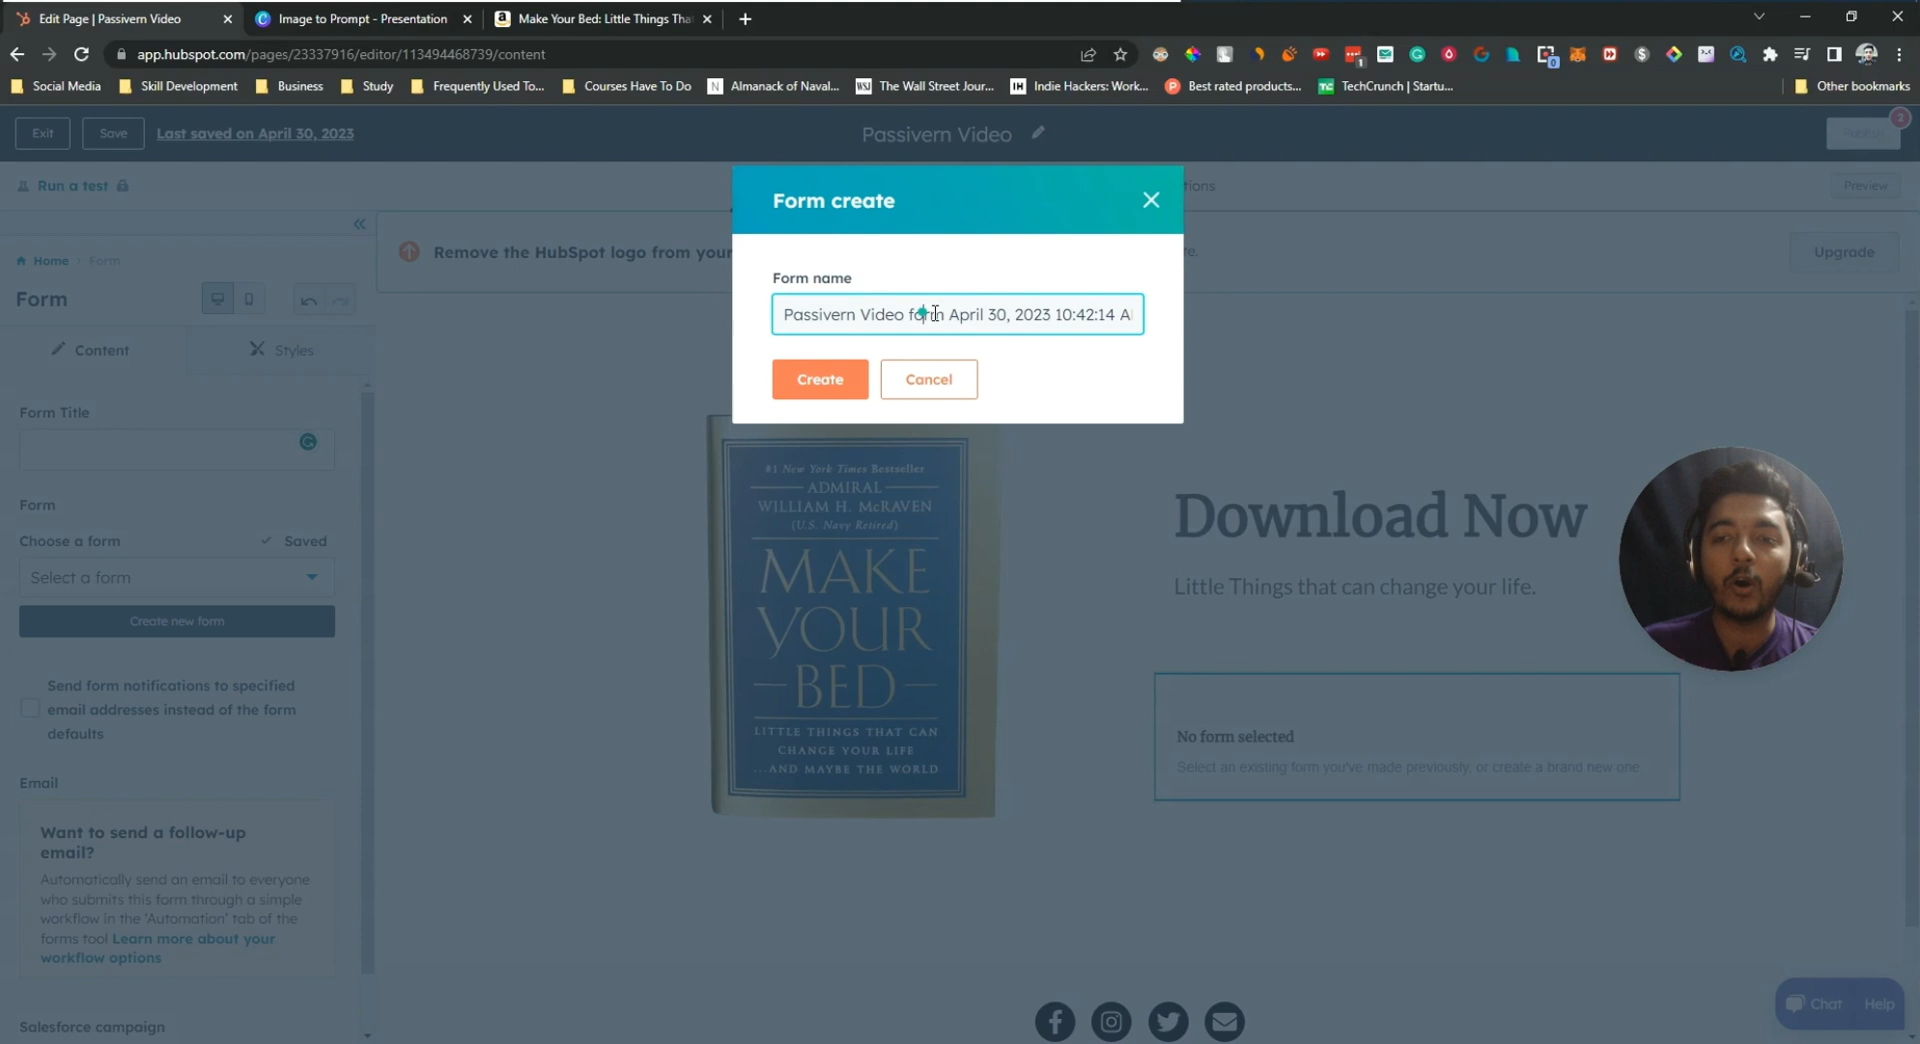 Edit Page | Passivern Video
Image to Prompt - Presentation
Make Your Bed: Little Things Tha
app.hubspot.com/pages/23337916/editor/113494468739/content
Social Media
Skill Development
Business
Study
Frequently Used To...
Courses Have To Do
Almanack of Naval...
The Wall Street Jour...
Indie Hackers: Work...
Best rated products...
TechCrunch | Startu...
Other bookmarks
Exit
Save
Last saved on April 30, 2023
Passivern Video
Publish
2
Run a test
tions
Preview
Form create
Remove the HubSpot logo from your
te.
Upgrade
Home
Form
Form
Form name
Passivern Video form April 30, 2023 10:42:14 A
Create
Cancel
Content
Styles
Form Title
Form
Choose a form
Saved
Select a form
Create new form
Send form notifications to specified
email addresses instead of the form
defaults
Email
Want to send a follow-up
email?
Automatically send an email to everyone
who submits this form through a simple
workflow in the 'Automation' tab of the
forms tool Learn more about your
workflow options
Salesforce campaign
#1 New York Times Bestseller
ADMIRAL
WILLIAM H. McRAVEN
(U.S. Navy Retired)
MAKE
YOUR
BED
LITTLE THINGS THAT CAN
CHANGE YOUR LIFE
...AND MAYBE THE WORLD
Download Now
Little Things that can change your life.
No form selected
Select an existing form you've made previously, or create a brand new one
Chat
Help